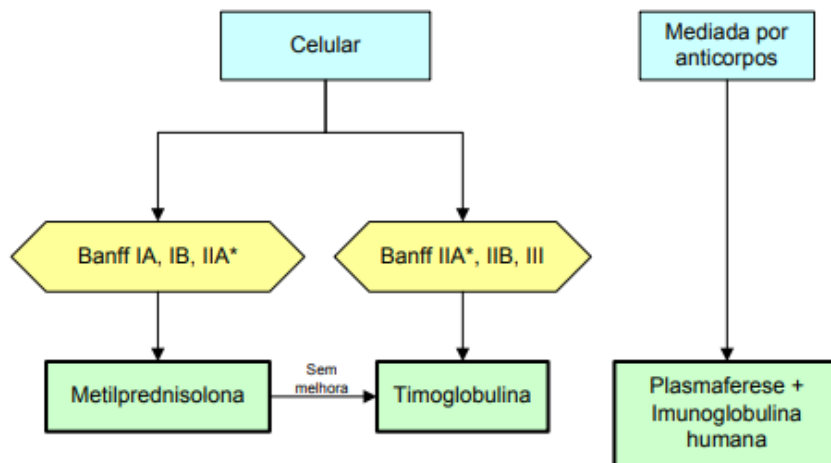 Celular
Mediada por
anticorpos
Banff IA, IB, IIA*
Banff IIA*, IIB, III
Metilprednisolona
Sem
melhora
Timoglobulina
Plasmaferese +
Imunoglobulina
humana